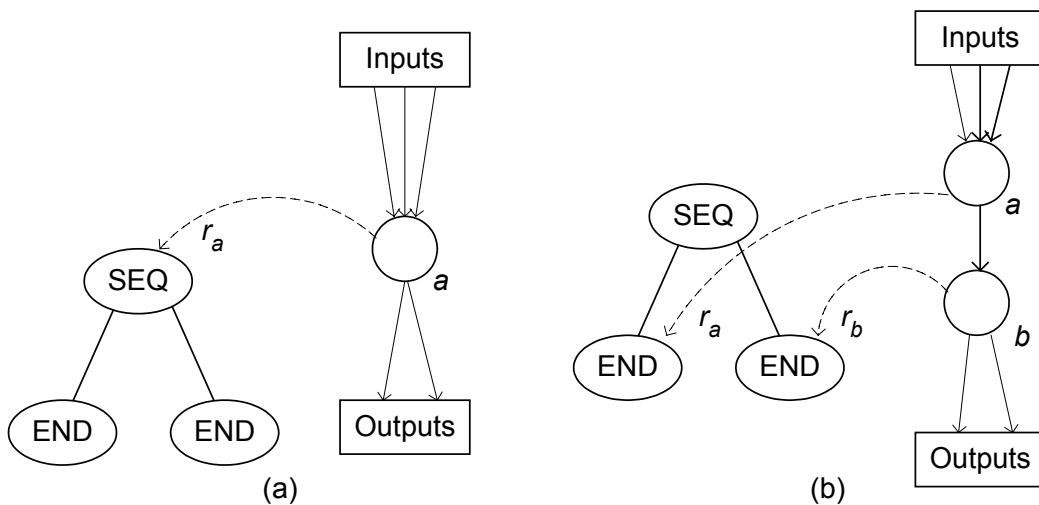 Inputs
r_a
a
SEQ
END
END
Outputs
(a)
Inputs
a
SEQ
r_a
r_b
b
END
END
Outputs
(b)